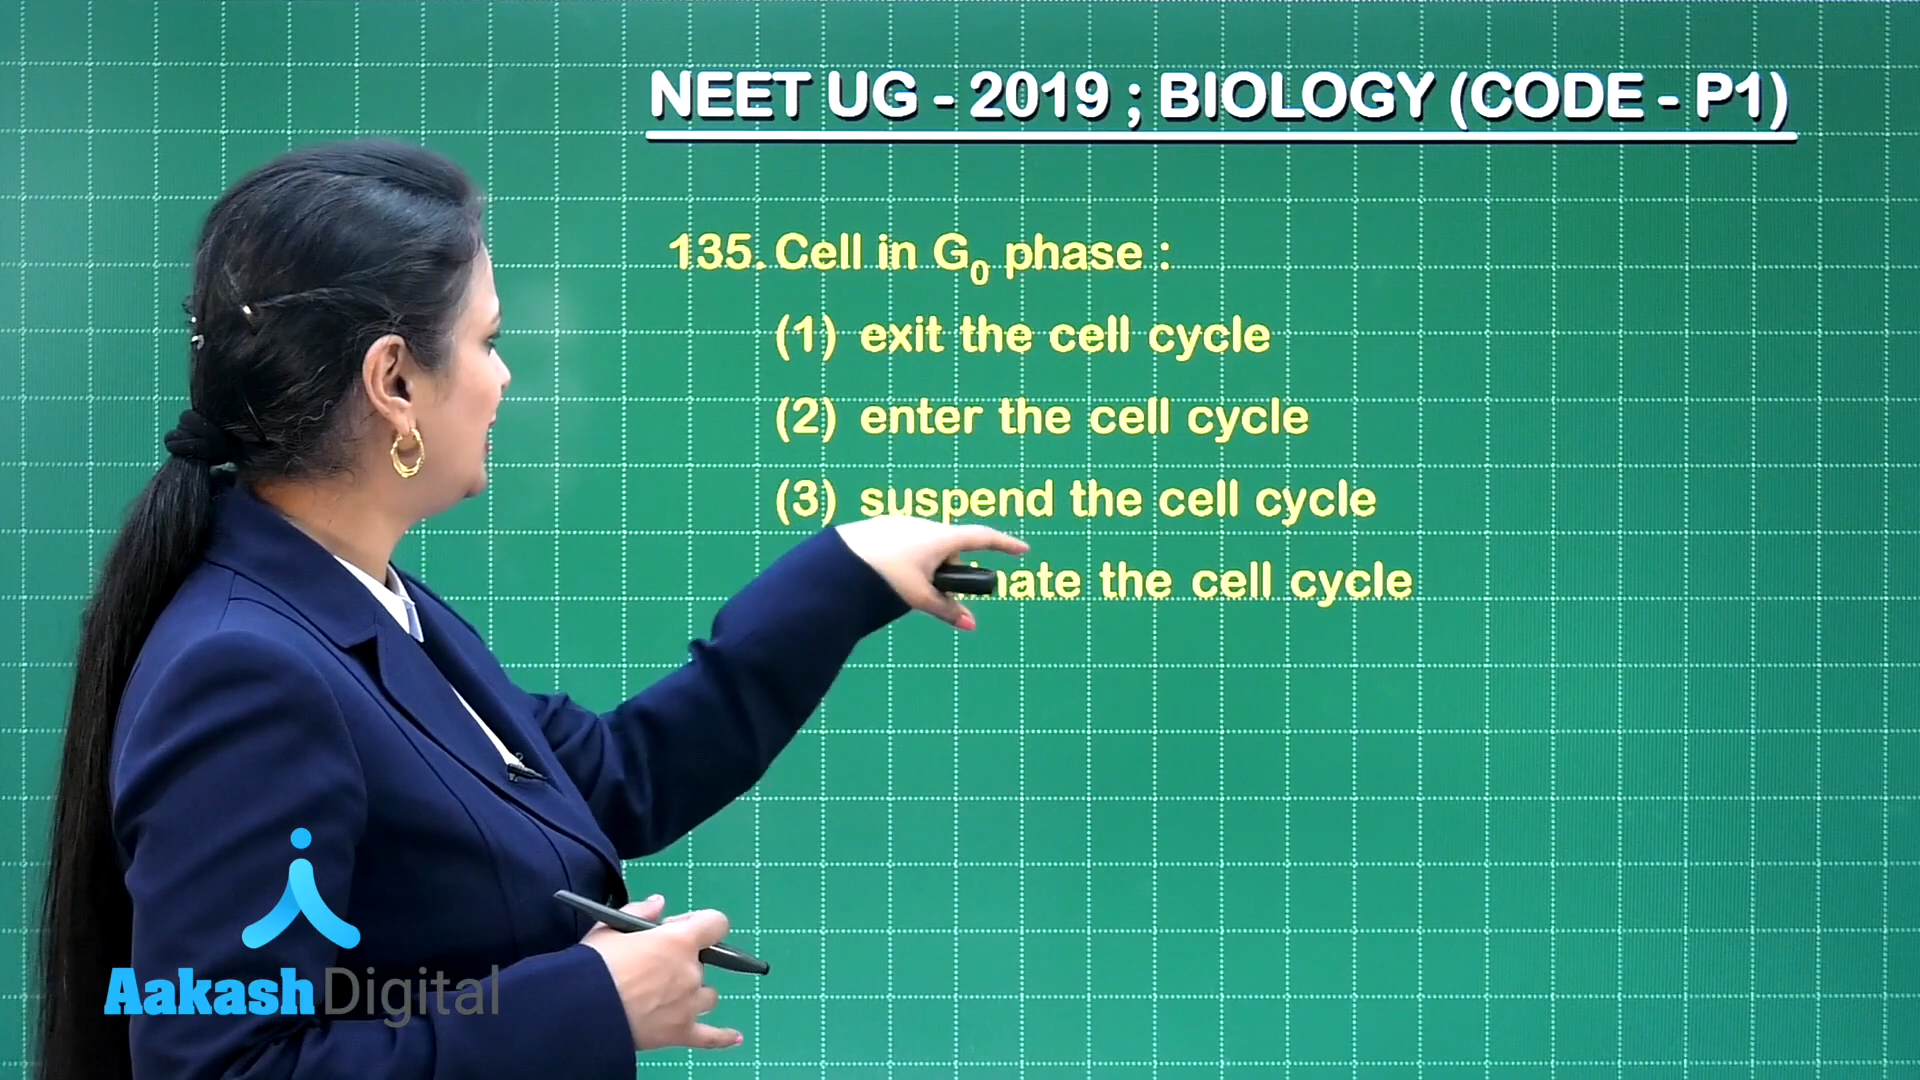 NEET UG - 2019 ; BIOLOGY (CODE - P1)
135. Cell in G₀ phase :
(1) exit the cell cycle
(2) enter the cell cycle
(3) suspend the cell cycle
the cell cycle
Aakash Digital